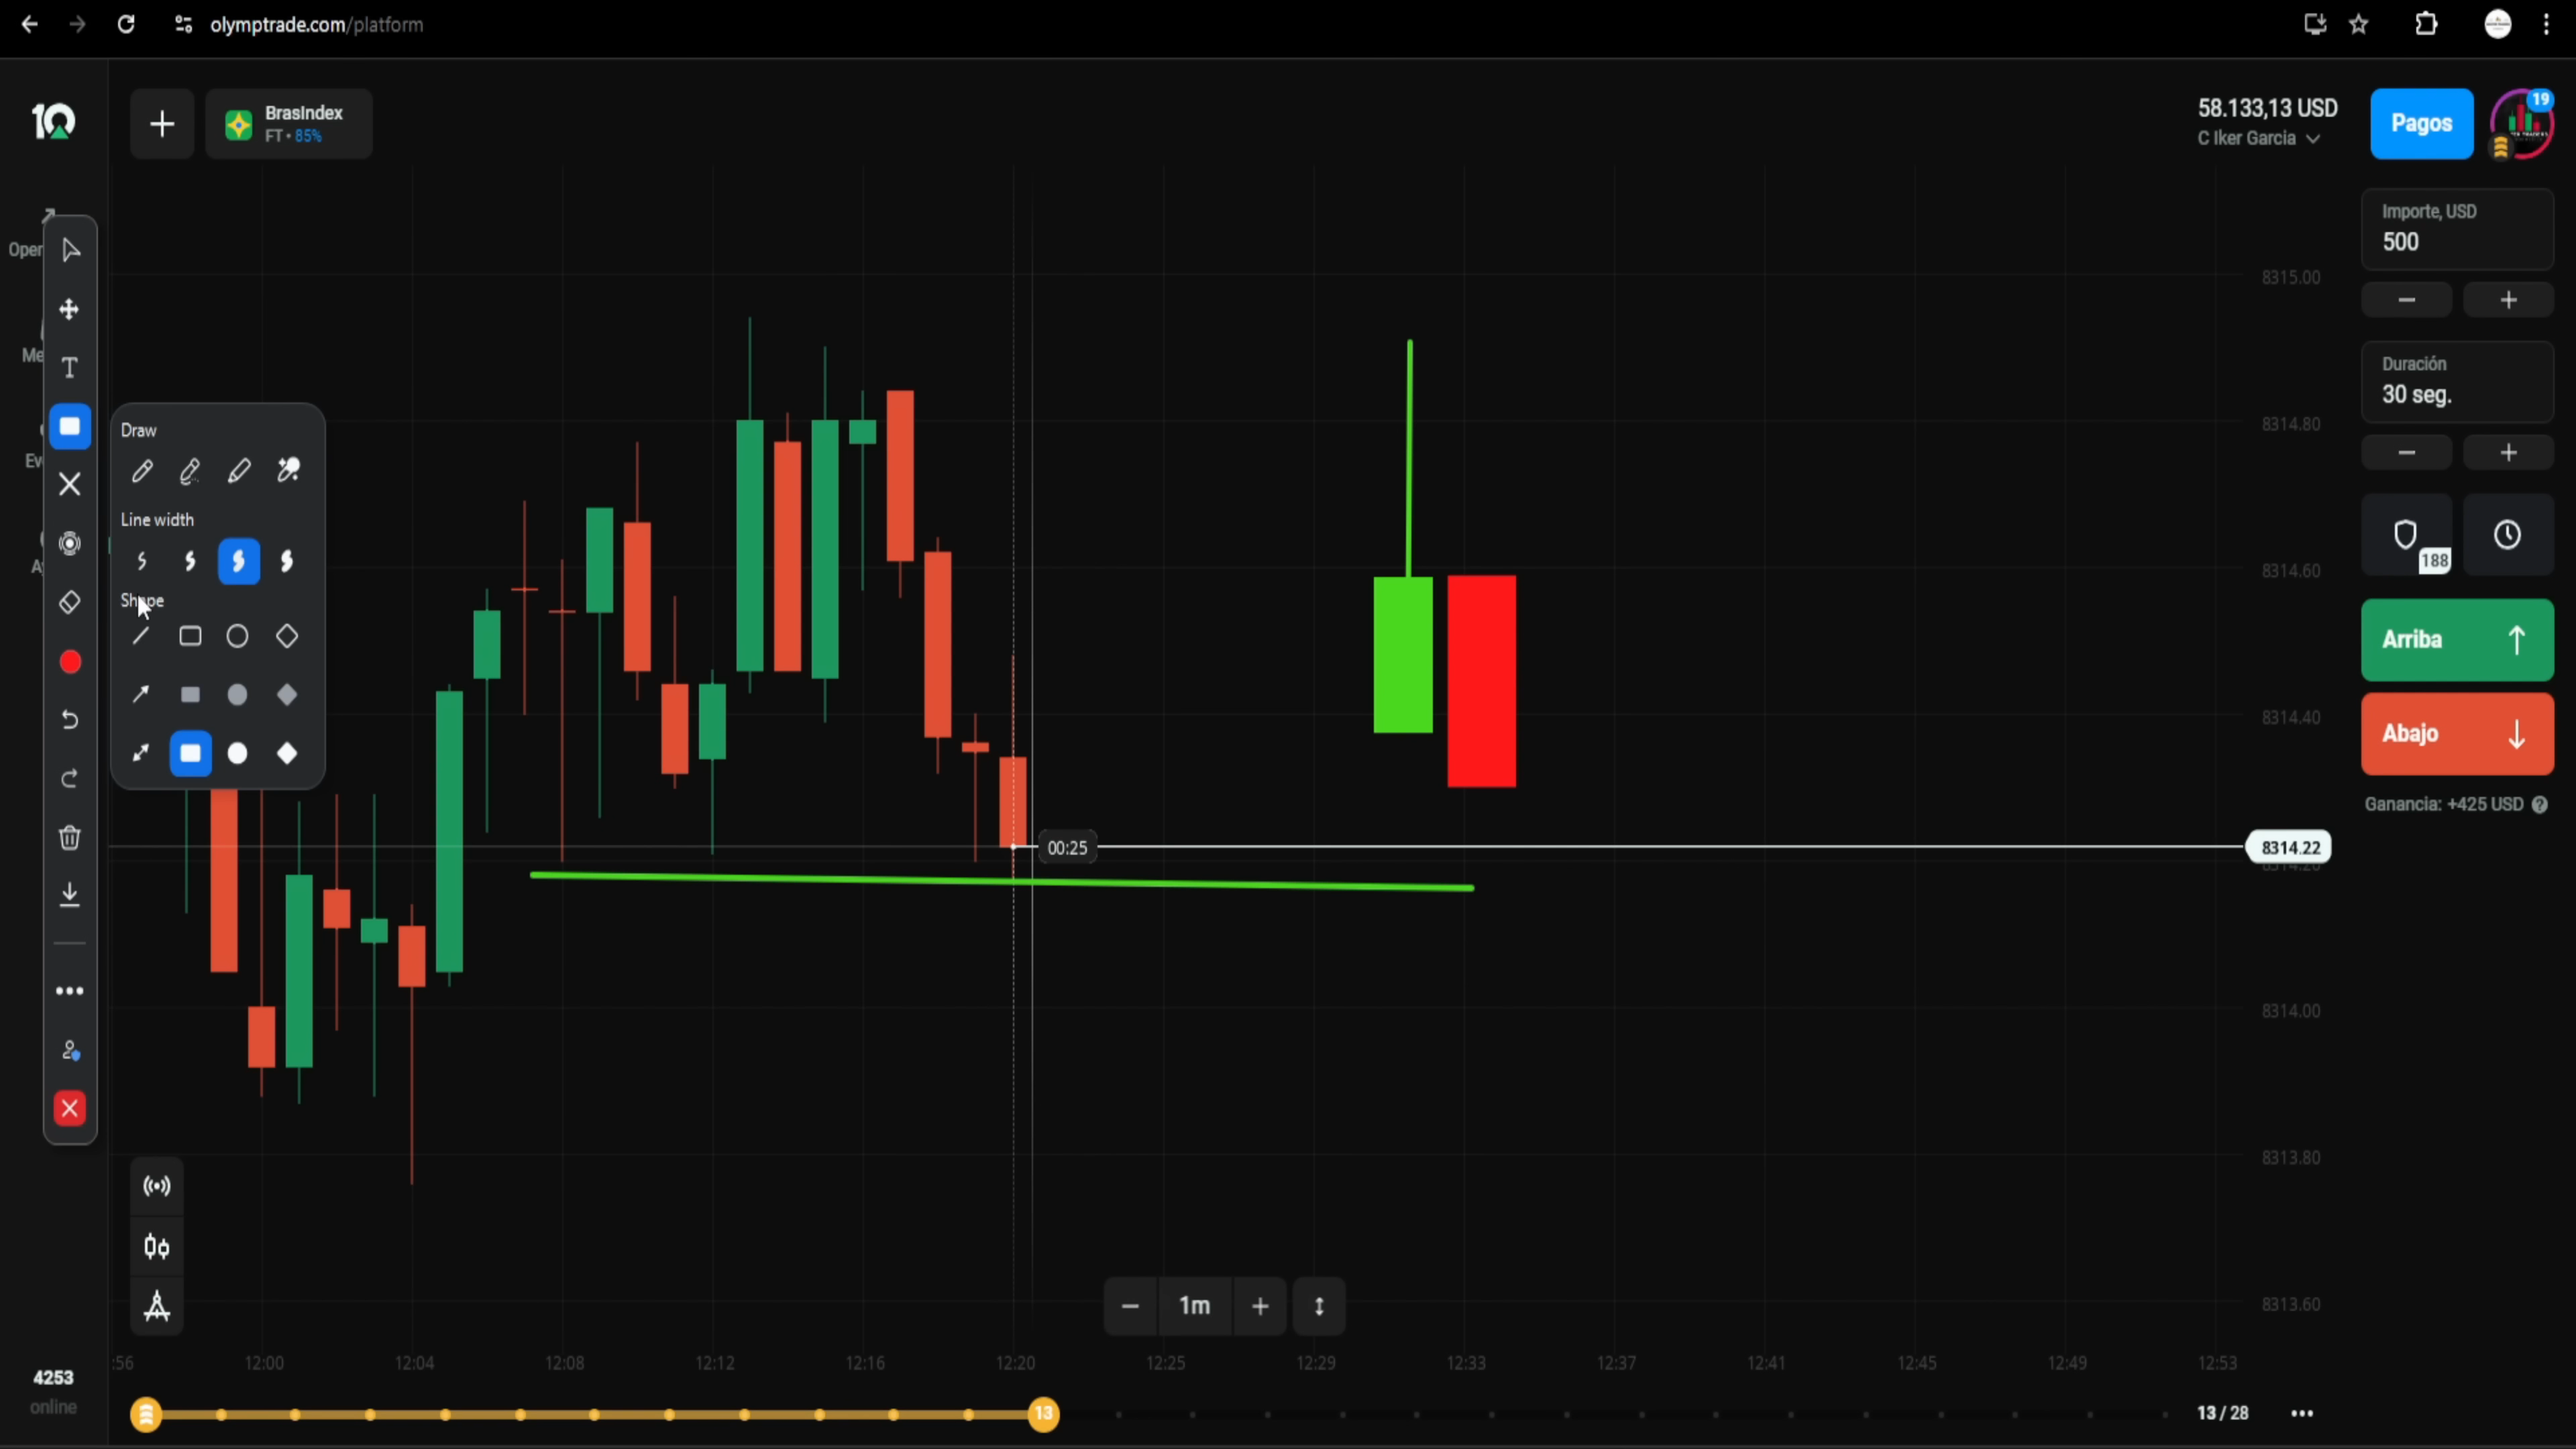 olymptrade.com/platform
BrasIndex
FT • 85%
58.133,13 USD
C Iker Garcia
Pagos
19
Oper
Me
Ev
Draw
Line width
Shape
Importe, USD
500
Duración
30 seg.
188
Arriba
Abajo
Ganancia: +425 USD
8315.00
8314.80
8314.60
8314.40
00:25
8314.22
8314.00
8313.80
8313.60
1m
:56
12:00
12:04
12:08
12:12
12:16
12:20
12:25
12:29
12:33
12:37
12:41
12:45
12:49
12:53
4253
online
13
13 / 28